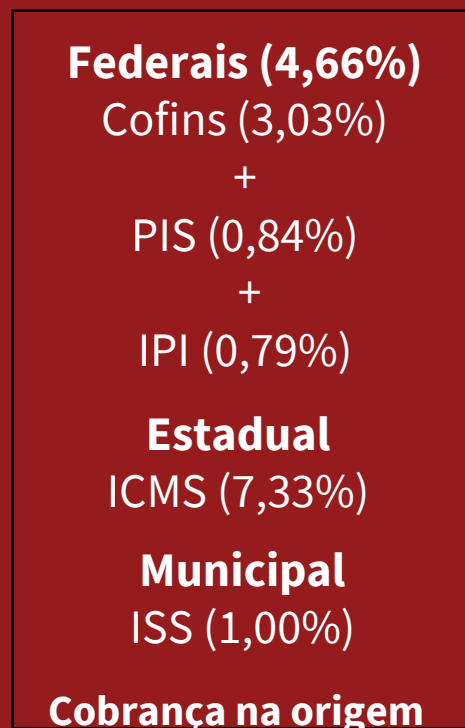 Federais (4,66%)
Cofins (3,03%)
+
PIS (0,84%)
+
IPI (0,79%)
Estadual
ICMS (7,33%)
Municipal
ISS (1,00%)
Cobrança na origem